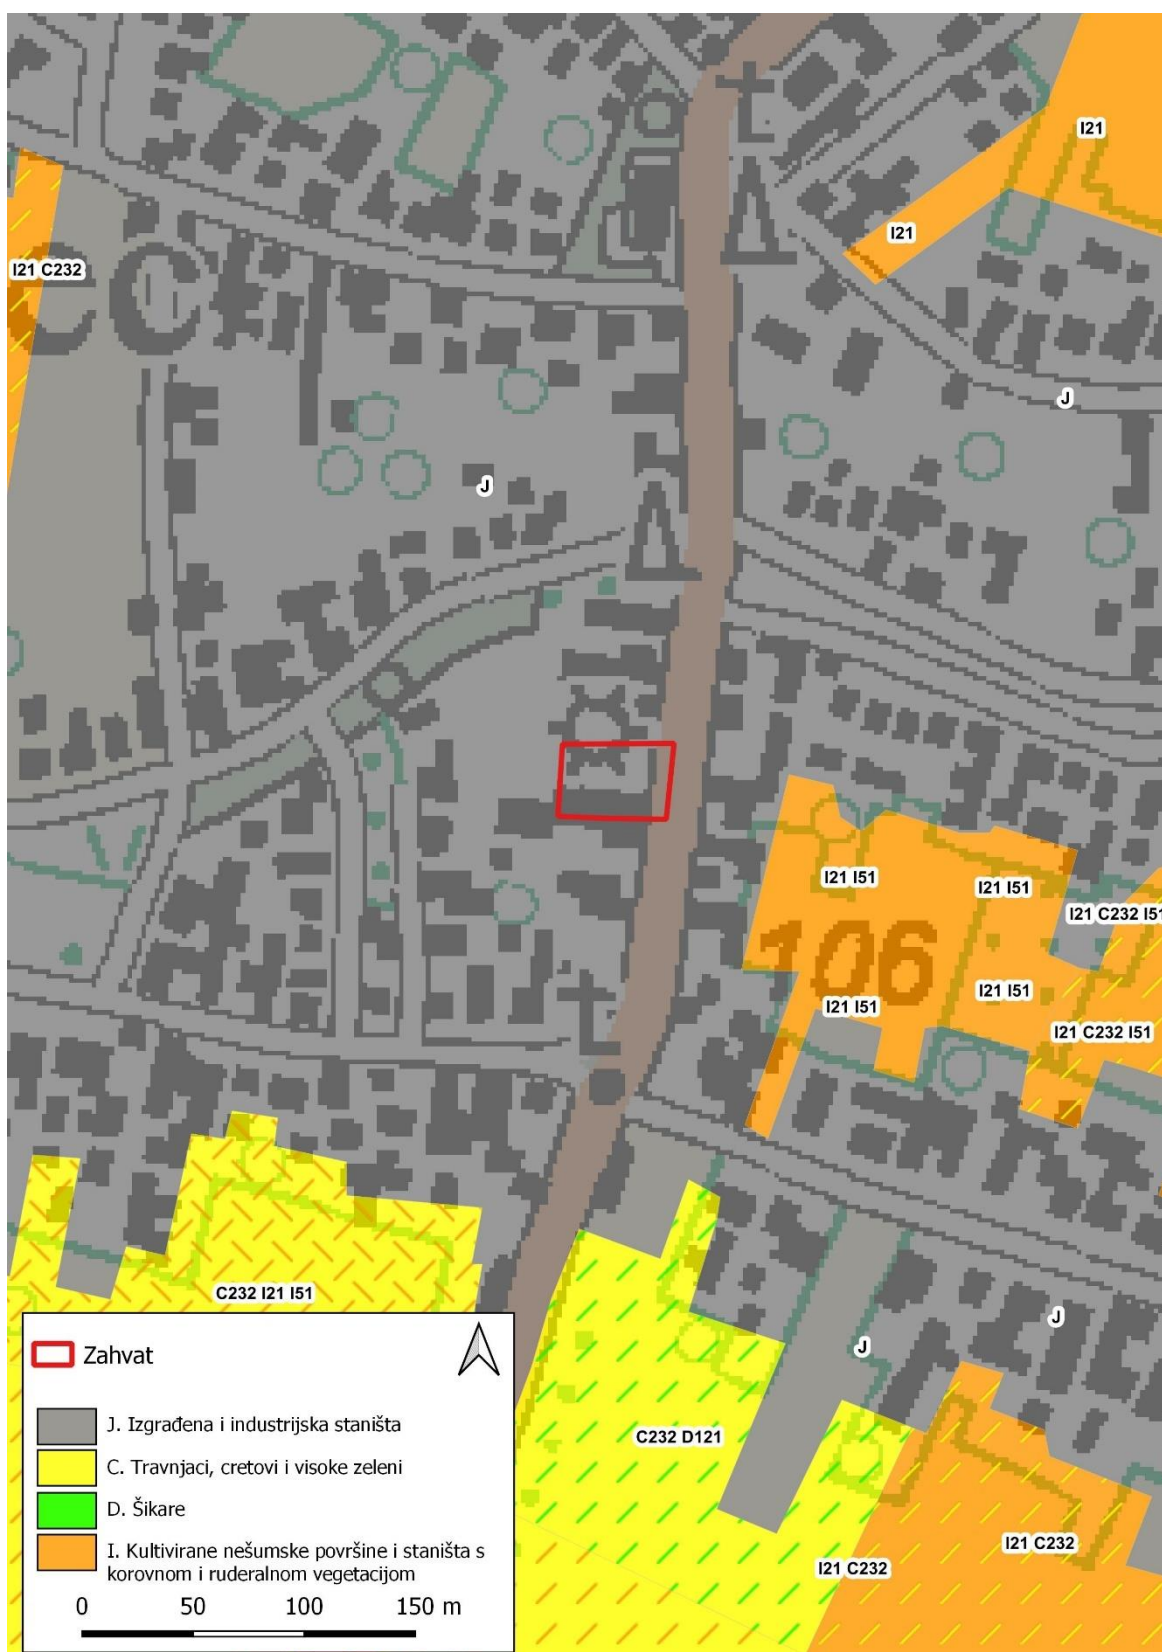 I21
I21
I21 C232
J
J
I21 I51
I21 I51
I21 C232 I51
106
I21 I51
I21 I51
I21 C232 I51
C232 I21 I51
J
J
C232 D121
I21 C232
I21 C232
Zahvat
J. Izgrađena i industrijska staništa
C. Travnjaci, cretovi i visoke zeleni
D. Šikare
I. Kultivirane nešumske površine i staništa s
korovnom i ruderalnom vegetacijom
0 50 100 150 m